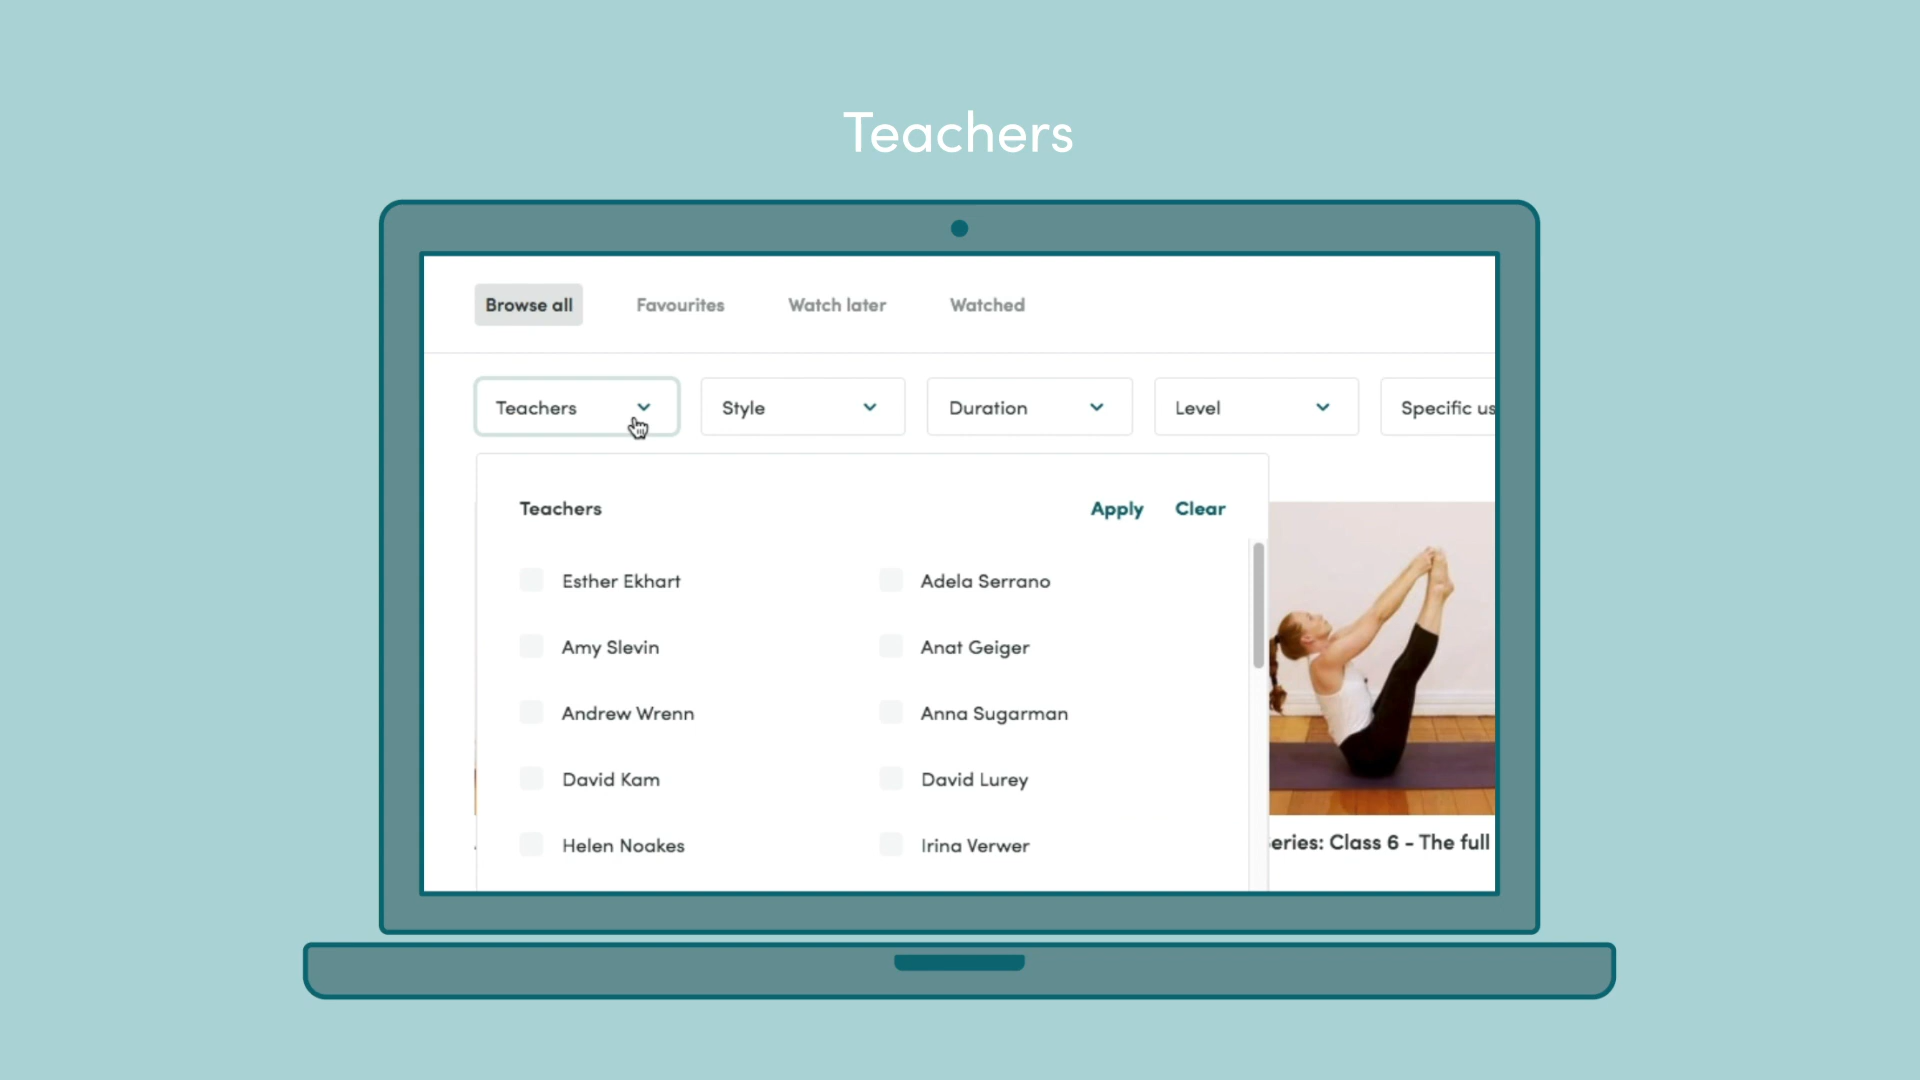 Teachers
Browse all Favourites Watch later Watched
Teachers Style Duration Level Specific us
Teachers Apply Clear
Esther Ekhart Adela Serrano
Amy Slevin Anat Geiger
Andrew Wrenn Anna Sugarman
David Kam David Lurey
Helen Noakes Irina Verwer
eries: Class 6 - The full